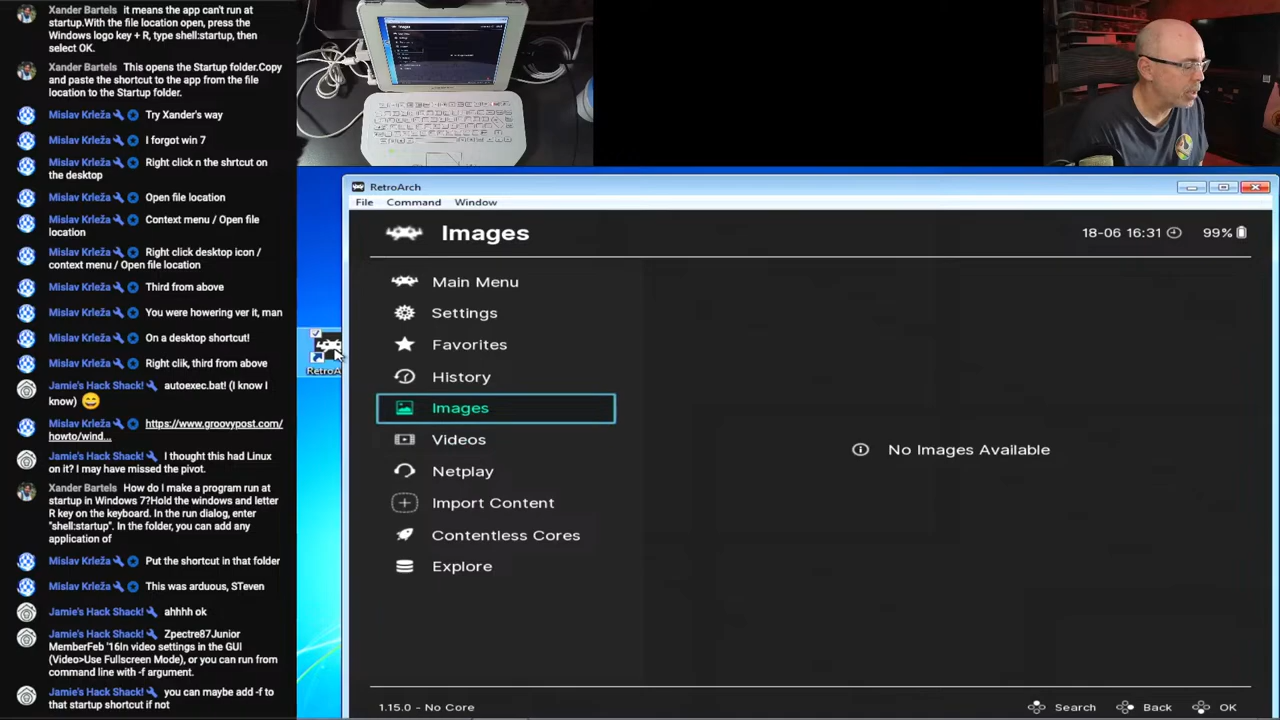 Xander Bartels it means the app can't run at
startup.With the file location open, press the
Windows logo key + R, type shell:startup, then
select OK.
Xander Bartels This opens the Startup folder.Copy
and paste the shortcut to the app from the file
location to the Startup folder.
Mislav Krleža Try Xander's way
Mislav Krleža I forgot win 7
Mislav Krleža Right click n the shrtcut on
the desktop
Mislav Krleža Open file location
Mislav Krleža Context menu / Open file
location
Mislav Krleža Right click desktop icon /
context menu / Open file location
Mislav Krleža Third from above
Mislav Krleža You were howering ver it, man
Mislav Krleža On a desktop shortcut!
Mislav Krleža Right clik, third from above
Jamie's Hack Shack! autoexec.bat! (I know I
know) 😄
Mislav Krleža https://www.groovypost.com/
howto/wind...
Jamie's Hack Shack! I thought this had Linux
on it? I may have missed the pivot.
Xander Bartels How do I make a program run at
startup in Windows 7?Hold the windows and letter
R key on the keyboard. In the run dialog, enter
"shell:startup". In the folder, you can add any
application of
Mislav Krleža Put the shortcut in that folder
Mislav Krleža This was arduous, STeven
Jamie's Hack Shack! ahhhh ok
Jamie's Hack Shack! Zpectre87Junior
MemberFeb '16In video settings in the GUI
(Video>Use Fullscreen Mode), or you can run from
command line with -f argument.
Jamie's Hack Shack! you can maybe add -f to
that startup shortcut if not
RetroA
RetroArch
File Command Window
Images
18-06 16:31 99%
Main Menu
Settings
Favorites
History
Images
Videos
Netplay
Import Content
Contentless Cores
Explore
No Images Available
1.15.0 - No Core
Search Back OK